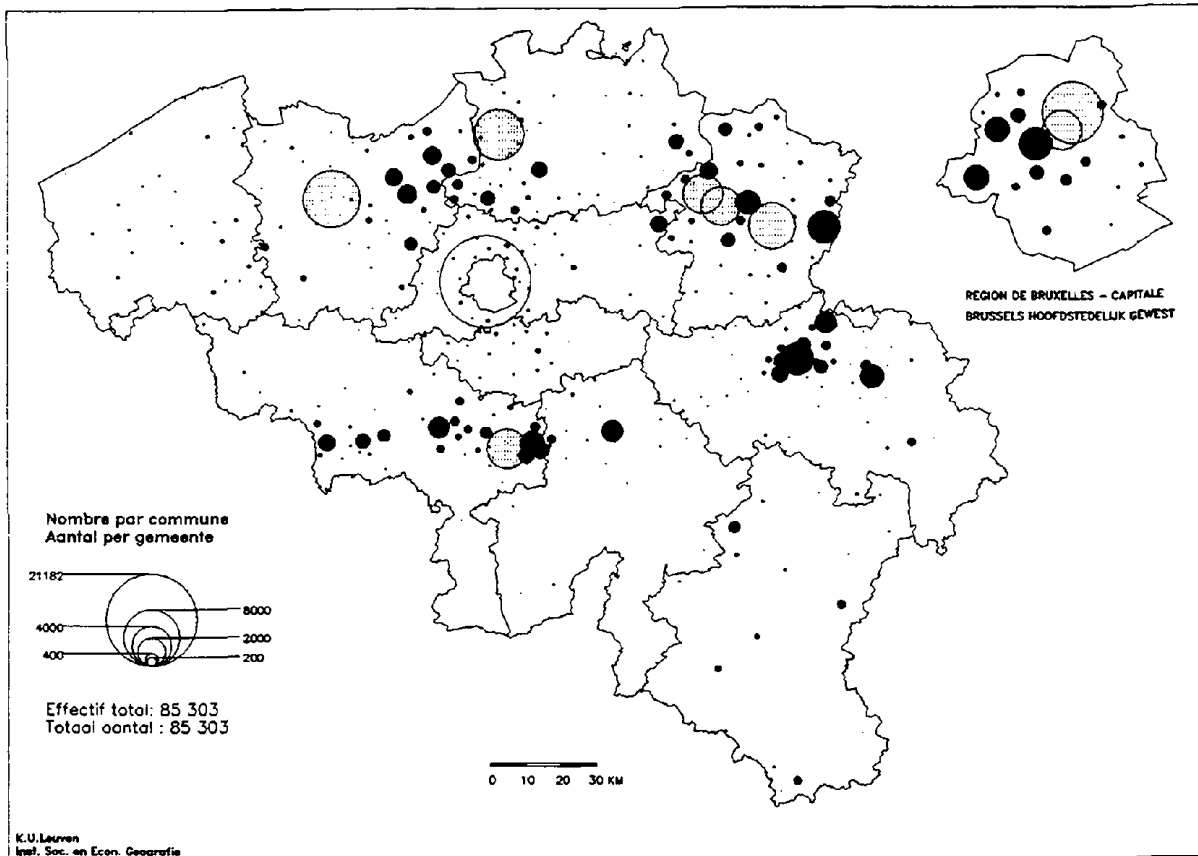 REGION DE BRUXELLES - CAPITALE
BRUSSELS HOOFDSTEDELIJK GEWEST
Nombre par commune
Aantal per gemeente
21182
8000
4000
2000
400
200
Effectif total: 85 303
Totaal aantal : 85 303
0 10 20 30 KM
K.U.Leuven
Inst. Soc. en Econ. Geografie